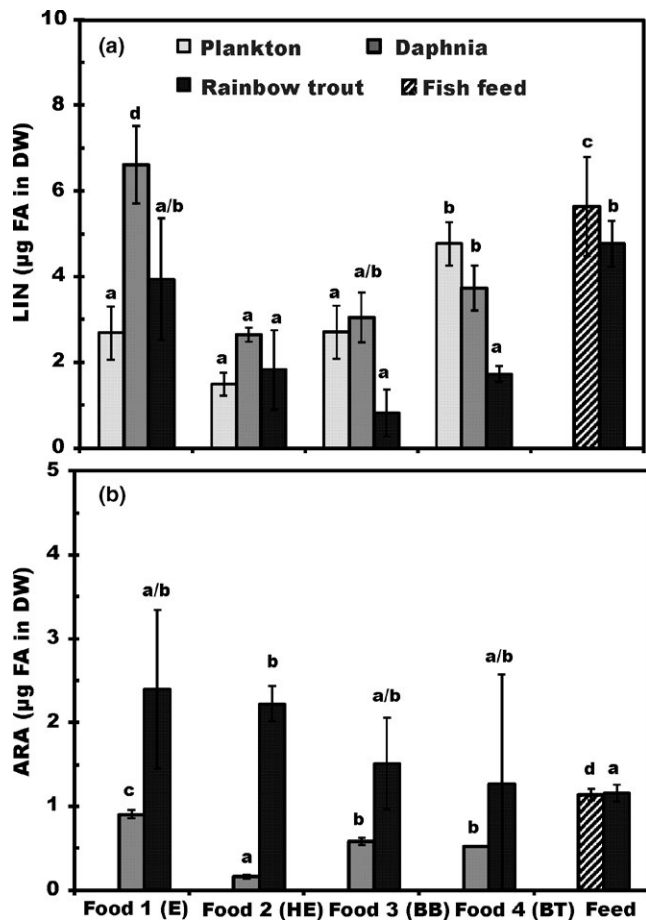 10
(a)
Plankton
Daphnia
Rainbow trout
Fish feed
8
6
4
2
0
LIN (µg FA in DW)
a
d
a/b
a
a
a
a
a/b
a
b
b
a
c
b
5
(b)
4
3
2
1
0
ARA (µg FA in DW)
c
a/b
a
b
b
a/b
b
a/b
d
a
Food 1 (E)
Food 2 (HE)
Food 3 (BB)
Food 4 (BT)
Feed